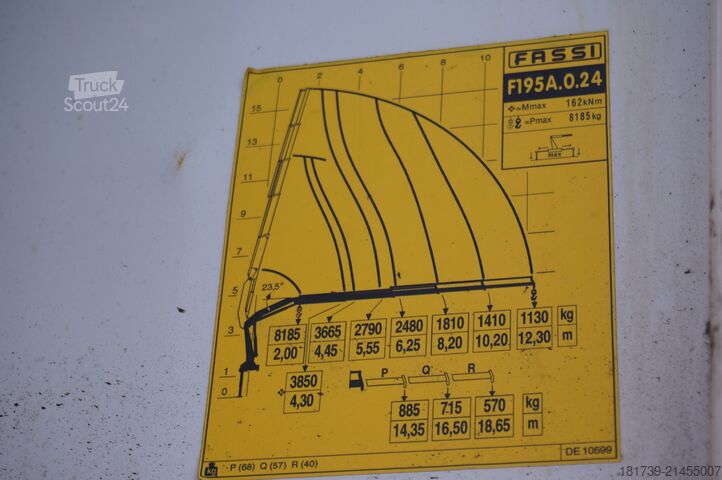 Truck
Scout24
FASSI
F195A.0.24
=Mmax 162kNm
=Pmax 8185kg
max
0 2 4 6 8 10
15
13
11
9
7
5
3
1
0
23,5°
8185 3665 2790 2480 1810 1410 1130 kg
2,00 4,45 5,55 6,25 8,20 10,20 12,30 m
3850
4,30
P Q R
885 715 570 kg
14,35 16,50 18,65 m
kg P (68) Q (57) R (40)
DE 10599
181739-21455007